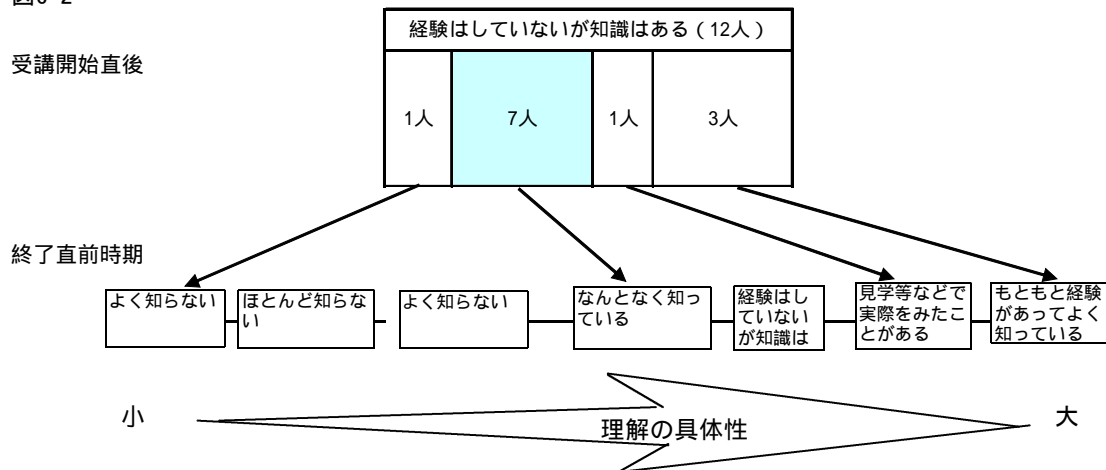 経験はしていないが知識はある（12人）
受講開始直後
1人
7人
1人
3人
終了直前時期
よく知らない
ほとんど知らな
い
よく知らない
なんとなく知っ
ている
経験はし
ていない
が知識は
見学等などで
実際をみたこ
とがある
もともと経験
があってよく
知っている
小
理解の具体性
大